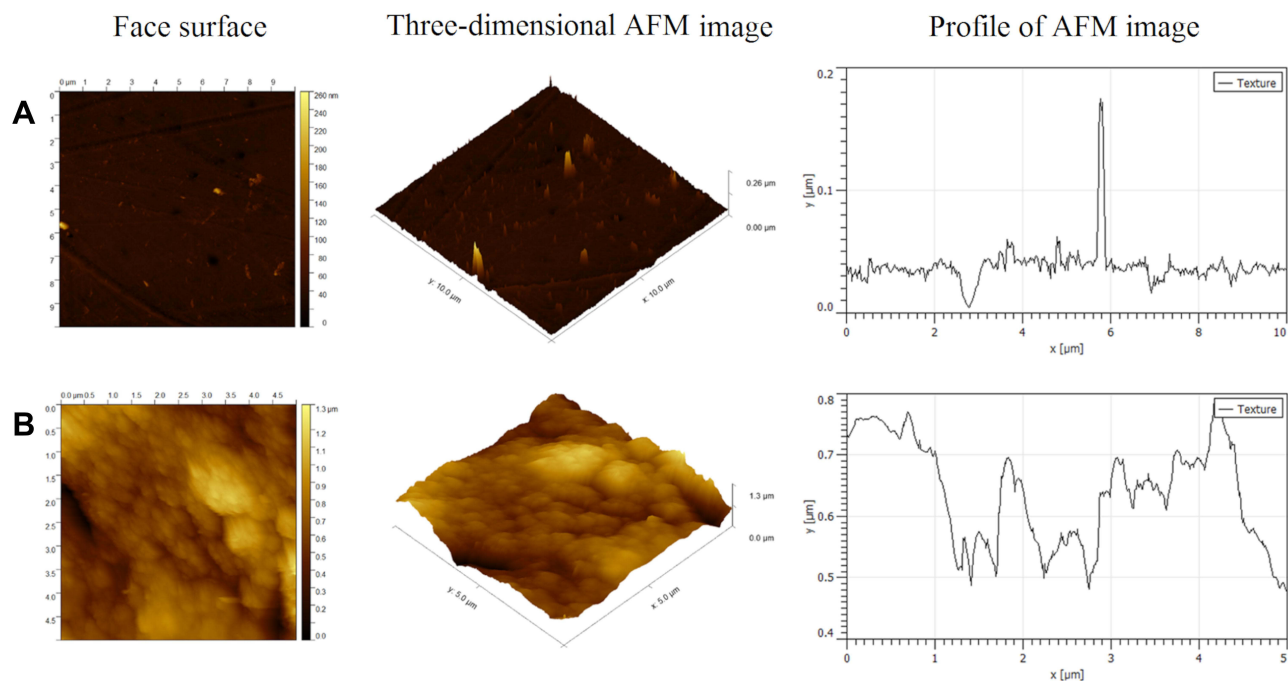 Face surface
Three-dimensional AFM image
Profile of AFM image
A
0 µm 1 2 3 4 5 6 7 8 9
0
1
2
3
4
5
6
7
8
9
260 nm
240
220
200
180
160
140
120
100
80
60
40
0
0.26 µm
0.00 µm
y: 10.0 µm
x: 10.0 µm
0.2
0.1
0.0
y [µm]
Texture
0 2 4 6 8 10
x [µm]
B
0.0 µm 0.5 1.0 1.5 2.0 2.5 3.0 3.5 4.0 4.5
0.0
0.5
1.0
1.5
2.0
2.5
3.0
3.5
4.0
4.5
1.3 µm
1.1
1.0
0.9
0.8
0.7
0.6
0.5
0.4
0.3
0.2
0.0
1.3 µm
0.0 µm
y: 5.0 µm
x: 5.0 µm
0.8
0.7
0.6
0.5
0.4
y [µm]
Texture
0 1 2 3 4 5
x [µm]